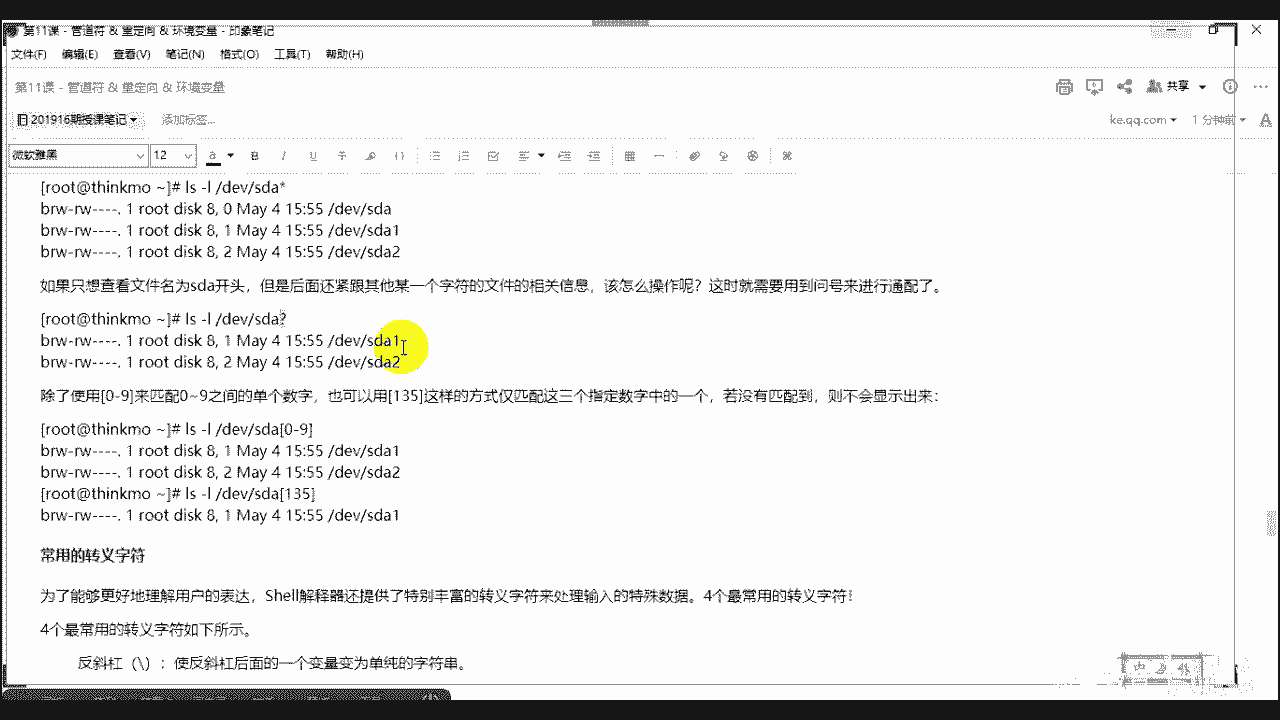 第11课 - 管道符 & 重定向 & 环境变量 - 印象笔记
文件(F) 编辑(E) 查看(V) 笔记(N) 格式(O) 工具(T) 帮助(H)
第11课 - 管道符 & 重定向 & 环境变量
共享
201916期授课笔记 添加标签...
ke.qq.com 1 分钟前
微软雅黑 12
[root@thinkmo ~]# ls -l /dev/sda*
brw-rw----. 1 root disk 8, 0 May 4 15:55 /dev/sda
brw-rw----. 1 root disk 8, 1 May 4 15:55 /dev/sda1
brw-rw----. 1 root disk 8, 2 May 4 15:55 /dev/sda2
如果只想查看文件名为sda开头，但是后面还紧跟其他某一个字符的文件的相关信息，该怎么操作呢？这时就需要用到问号来进行通配了。
[root@thinkmo ~]# ls -l /dev/sda?
brw-rw----. 1 root disk 8, 1 May 4 15:55 /dev/sda1
brw-rw----. 1 root disk 8, 2 May 4 15:55 /dev/sda2
除了使用[0-9]来匹配0~9之间的单个数字，也可以用[135]这样的方式仅匹配这三个指定数字中的一个，若没有匹配到，则不会显示出来：
[root@thinkmo ~]# ls -l /dev/sda[0-9]
brw-rw----. 1 root disk 8, 1 May 4 15:55 /dev/sda1
brw-rw----. 1 root disk 8, 2 May 4 15:55 /dev/sda2
[root@thinkmo ~]# ls -l /dev/sda[135]
brw-rw----. 1 root disk 8, 1 May 4 15:55 /dev/sda1
常用的转义字符
为了能够更好地理解用户的表达，Shell解释器还提供了特别丰富的转义字符来处理输入的特殊数据。4个最常用的转义字符！
4个最常用的转义字符如下所示。
反斜杠（\）：使反斜杠后面的一个变量变为单纯的字符串。